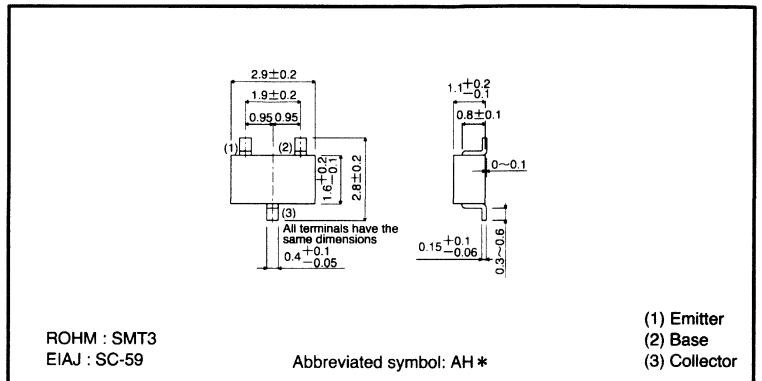 2.9±0.2
1.9±0.2
0.95 0.95
(1)
(2)
(3)
1.6 +0.2 −0.1
2.8±0.2
All terminals have the
same dimensions
0.4 +0.1 −0.05
1.1 +0.2 −0.1
0.8±0.1
0~0.1
0.15 +0.1 −0.06
0.3~0.6
ROHM : SMT3
EIAJ : SC-59
Abbreviated symbol: AH*
(1) Emitter
(2) Base
(3) Collector